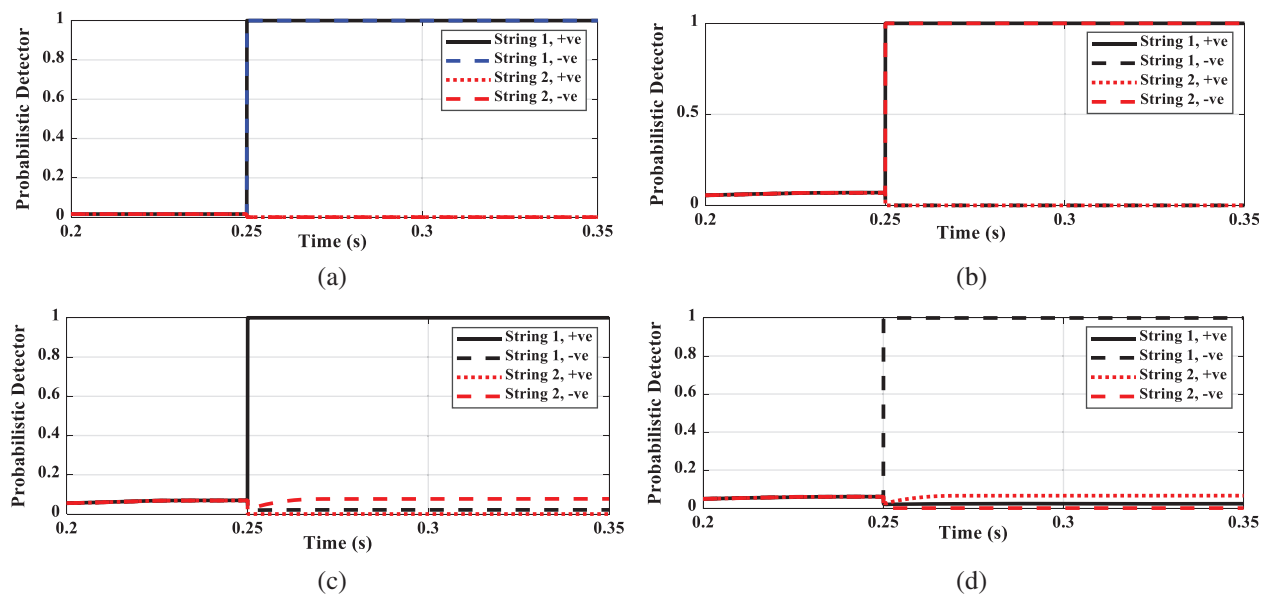 1
0.8
0.6
0.4
0.2
0
0.2
0.25
0.3
0.35
Probabilistic Detector
Time (s)
String 1, +ve
String 1, -ve
String 2, +ve
String 2, -ve
(a)
1
0.5
0
0.2
0.25
0.3
0.35
Probabilistic Detector
Time (s)
String 1, +ve
String 1, -ve
String 2, +ve
String 2, -ve
(b)
1
0.8
0.6
0.4
0.2
0
0.2
0.25
0.3
0.35
Probabilistic Detector
Time (s)
String 1, +ve
String 1, -ve
String 2, +ve
String 2, -ve
(c)
1
0.8
0.6
0.4
0.2
0
0.2
0.25
0.3
0.35
Probabilistic Detector
Time (s)
String 1, +ve
String 1, -ve
String 2, +ve
String 2, -ve
(d)